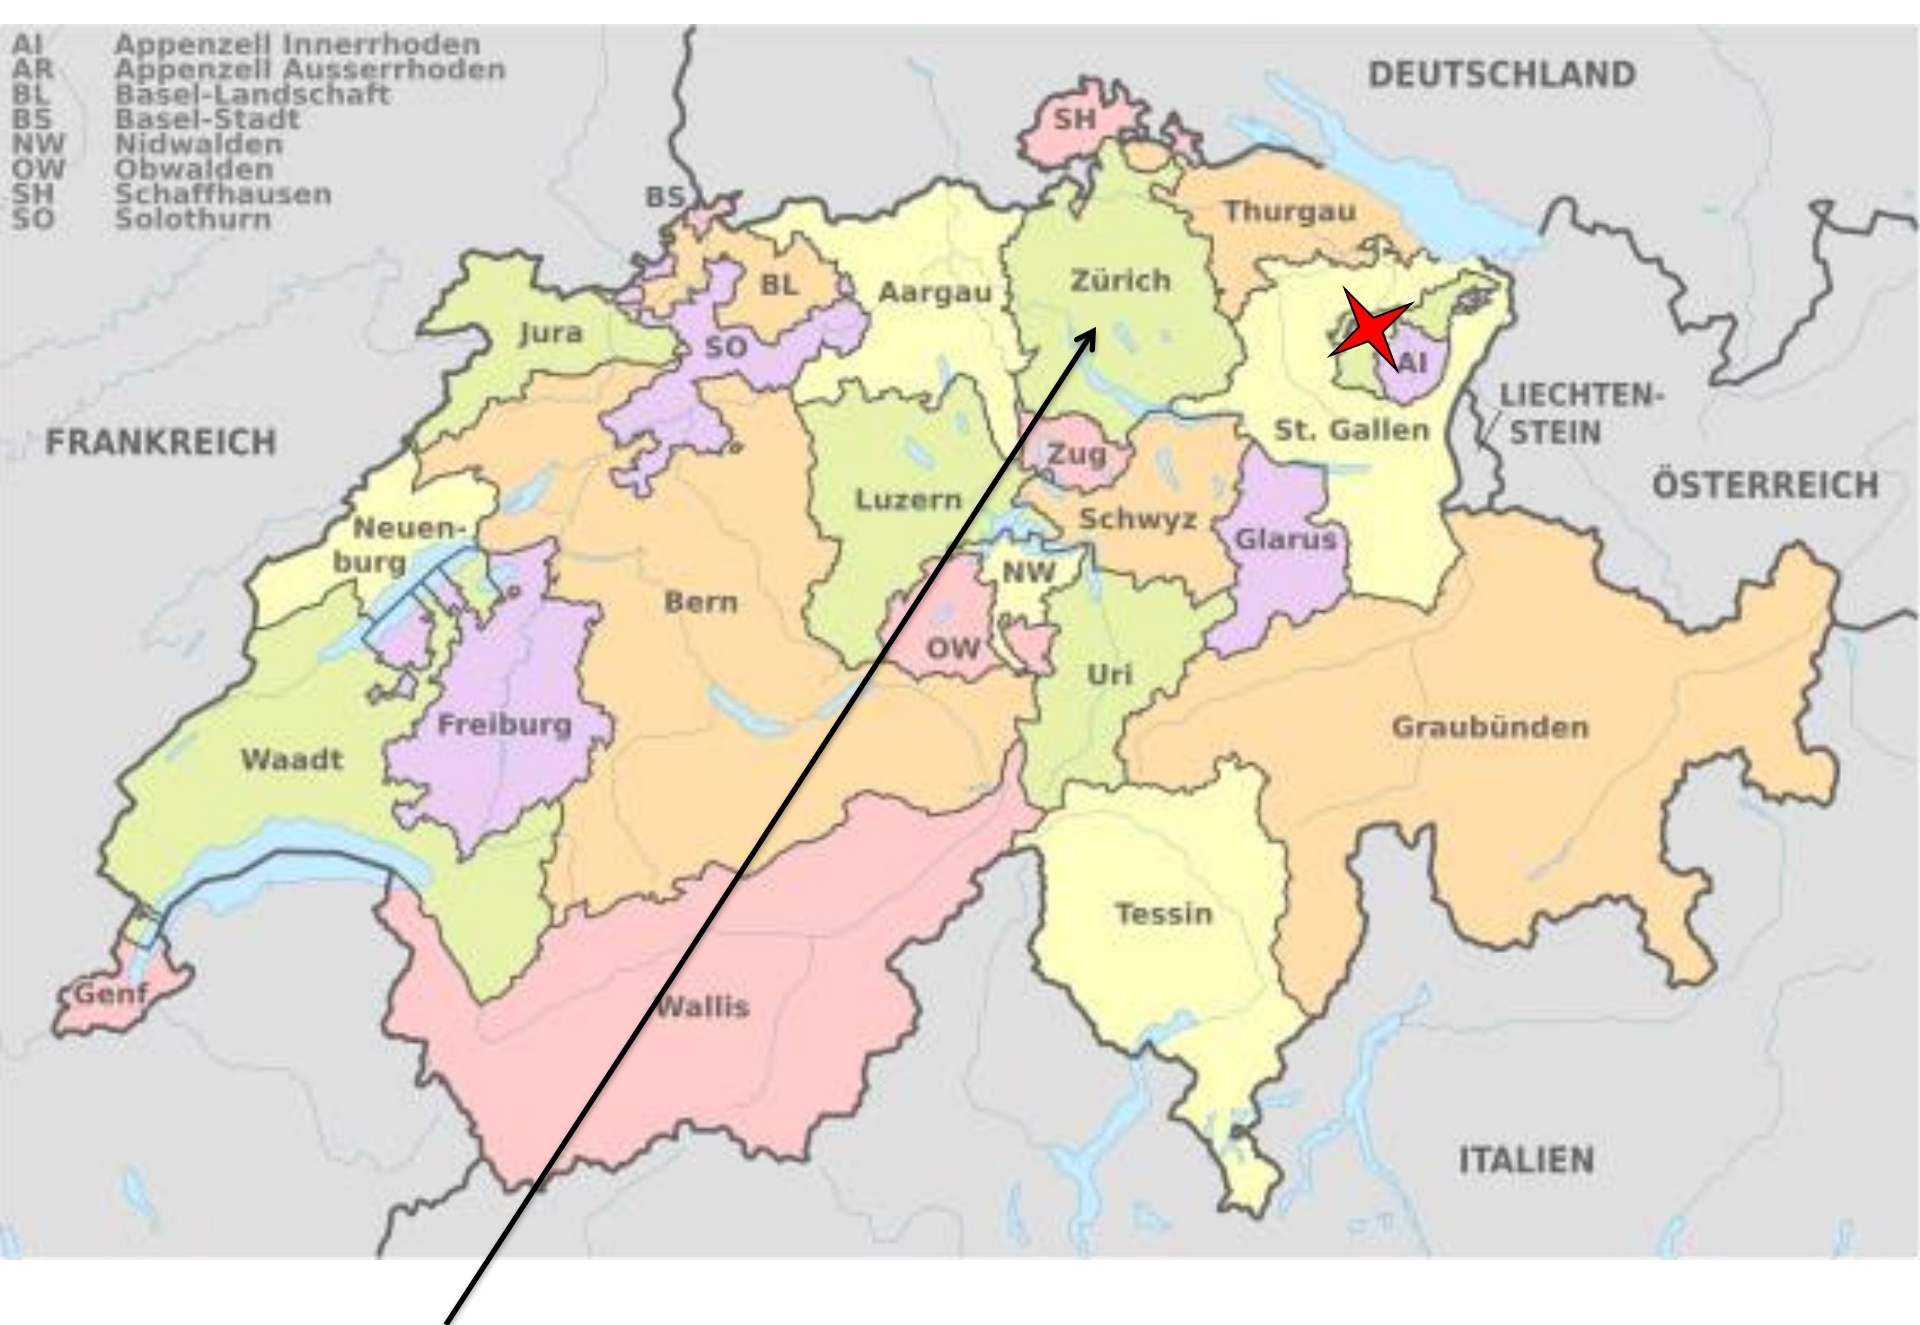 AI Appenzell Innerrhoden
AR Appenzell Ausserrhoden
BL Basel-Landschaft
BS Basel-Stadt
NW Nidwalden
OW Obwalden
SH Schaffhausen
SO Solothurn
DEUTSCHLAND
SH
BS
Thurgau
BL
Aargau
Zürich
Jura
SO
AI
LIECHTEN-
STEIN
FRANKREICH
St. Gallen
Zug
ÖSTERREICH
Luzern
Schwyz
Neuen-
burg
Glarus
NW
Bern
OW
Uri
Freiburg
Graubünden
Waadt
Tessin
Genf
Wallis
ITALIEN